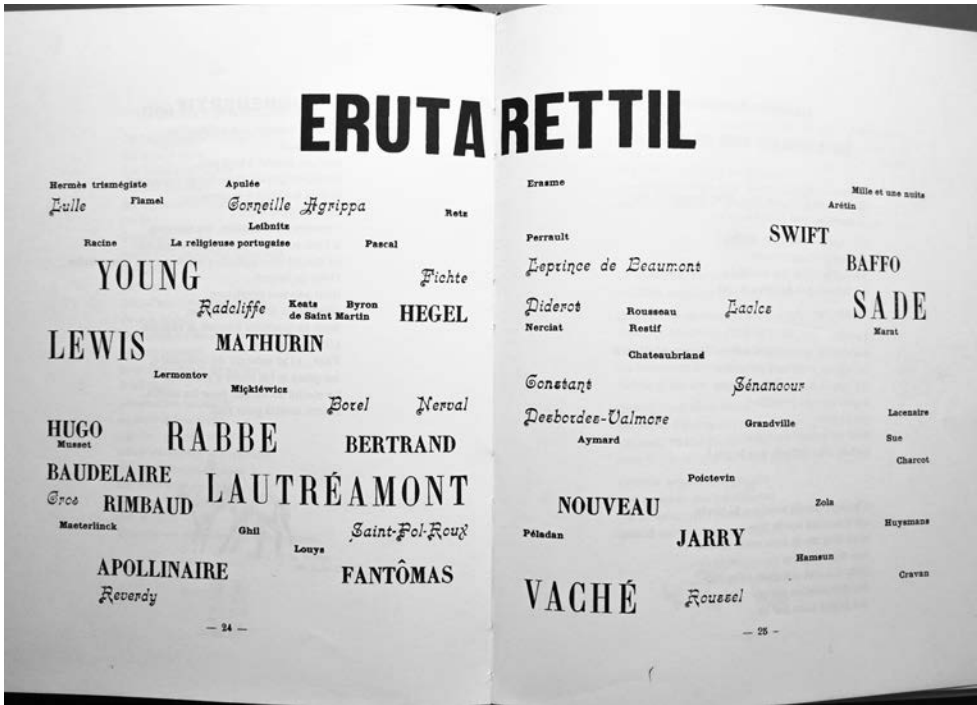 ERUTARETTIL
Hermès trismégiste Apulée
Lulle Flamel Corneille Agrippa Retz
Leibnitz
Racine La religieuse portugaise Pascal
YOUNG Fichte
Radcliffe Keats Byron HEGEL
de Saint Martin
LEWIS MATHURIN
Lermontov
Miçkiéwicz
Borel Nerval
HUGO RABBE BERTRAND
Musset
BAUDELAIRE LAUTRÉAMONT
Cros RIMBAUD
Maeterlinck Ghil Saint-Pol-Roux
Louys
APOLLINAIRE FANTÔMAS
Reverdy
— 24 —
Erasme Mille et une nuits
Arétin
Perrault SWIFT
Leprince de Beaumont BAFFO
Diderot Rousseau Laclos SADE
Nerciat Restif Marat
Chateaubriand
Constant Sénancour
Desbordes-Valmore Grandville Lacenaire
Aymard Sue
Charcot
Poictevin
NOUVEAU Zola
Péladan JARRY Huysmans
Hamsun
VACHÉ Roussel Cravan
— 25 –